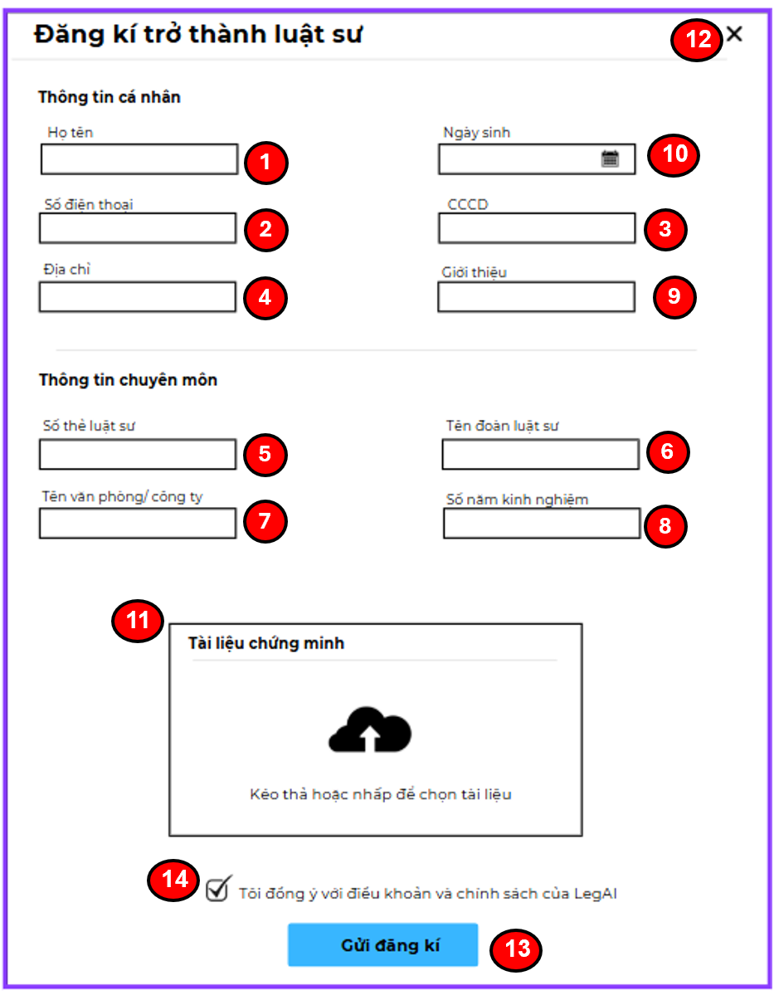 Đăng kí trở thành luật sư
12
Thông tin cá nhân
Họ tên
Ngày sinh
1
10
Số điện thoại
CCCD
2
3
Địa chỉ
Giới thiệu
4
9
Thông tin chuyên môn
Số thẻ luật sư
Tên đoàn luật sư
5
6
Tên văn phòng/ công ty
Số năm kinh nghiệm
7
8
11
Tài liệu chứng minh
Kéo thả hoặc nhấp để chọn tài liệu
14
Tôi đồng ý với điều khoản và chính sách của LegAI
Gửi đăng kí
13